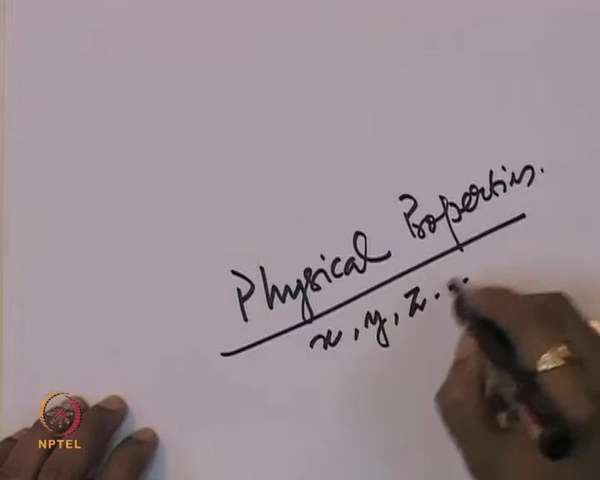 Physical Properties.
x, y, z...
NPTEL